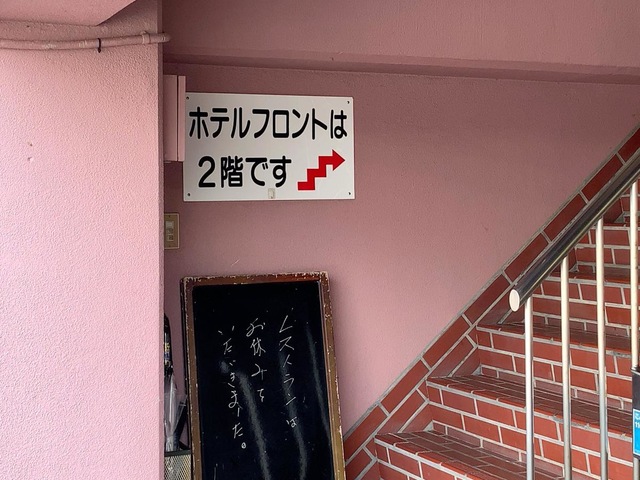 ホテルフロントは
2階です
レストランは
お休みを
いただきました。